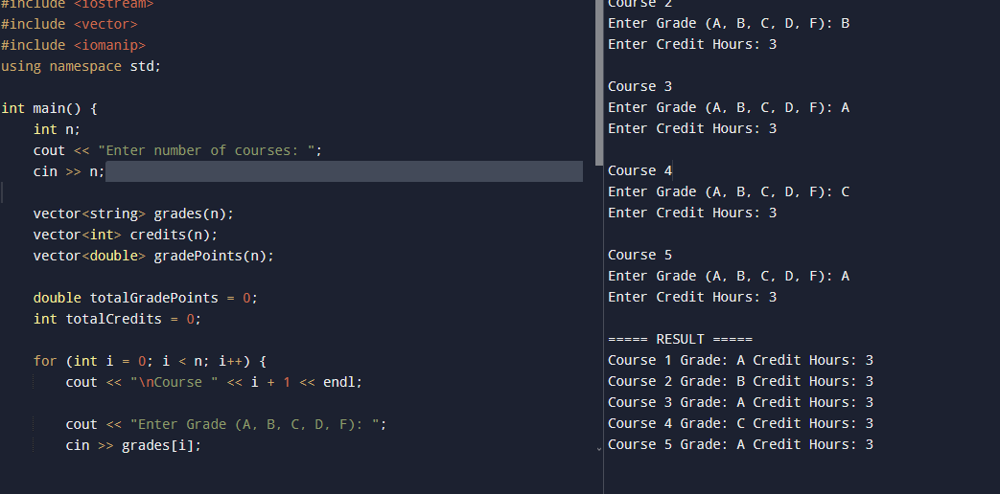 #include <iostream>
#include <vector>
#include <iomanip>
using namespace std;
int main() {
int n;
cout << "Enter number of courses: ";
cin >> n;
vector<string> grades(n);
vector<int> credits(n);
vector<double> gradePoints(n);
double totalGradePoints = 0;
int totalCredits = 0;
for (int i = 0; i < n; i++) {
cout << "\nCourse " << i + 1 << endl;
cout << "Enter Grade (A, B, C, D, F): ";
cin >> grades[i];
Course 2
Enter Grade (A, B, C, D, F): B
Enter Credit Hours: 3
Course 3
Enter Grade (A, B, C, D, F): A
Enter Credit Hours: 3
Course 4
Enter Grade (A, B, C, D, F): C
Enter Credit Hours: 3
Course 5
Enter Grade (A, B, C, D, F): A
Enter Credit Hours: 3
===== RESULT =====
Course 1 Grade: A Credit Hours: 3
Course 2 Grade: B Credit Hours: 3
Course 3 Grade: A Credit Hours: 3
Course 4 Grade: C Credit Hours: 3
Course 5 Grade: A Credit Hours: 3